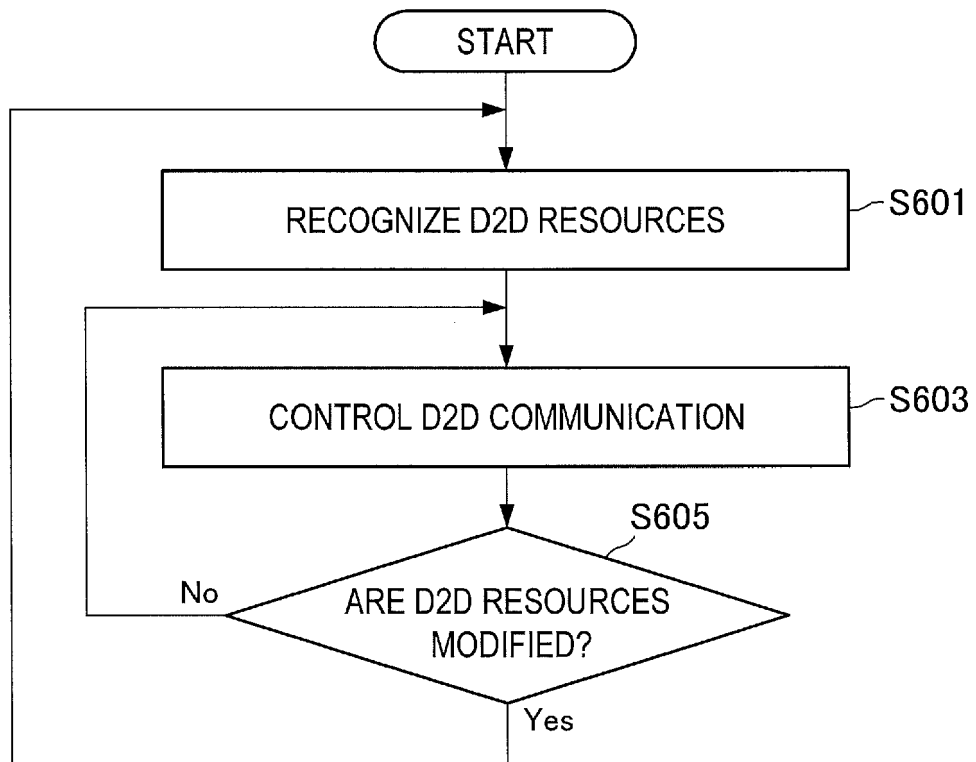 START
RECOGNIZE D2D RESOURCES
S601
CONTROL D2D COMMUNICATION
S603
S605
No
ARE D2D RESOURCES
MODIFIED?
Yes